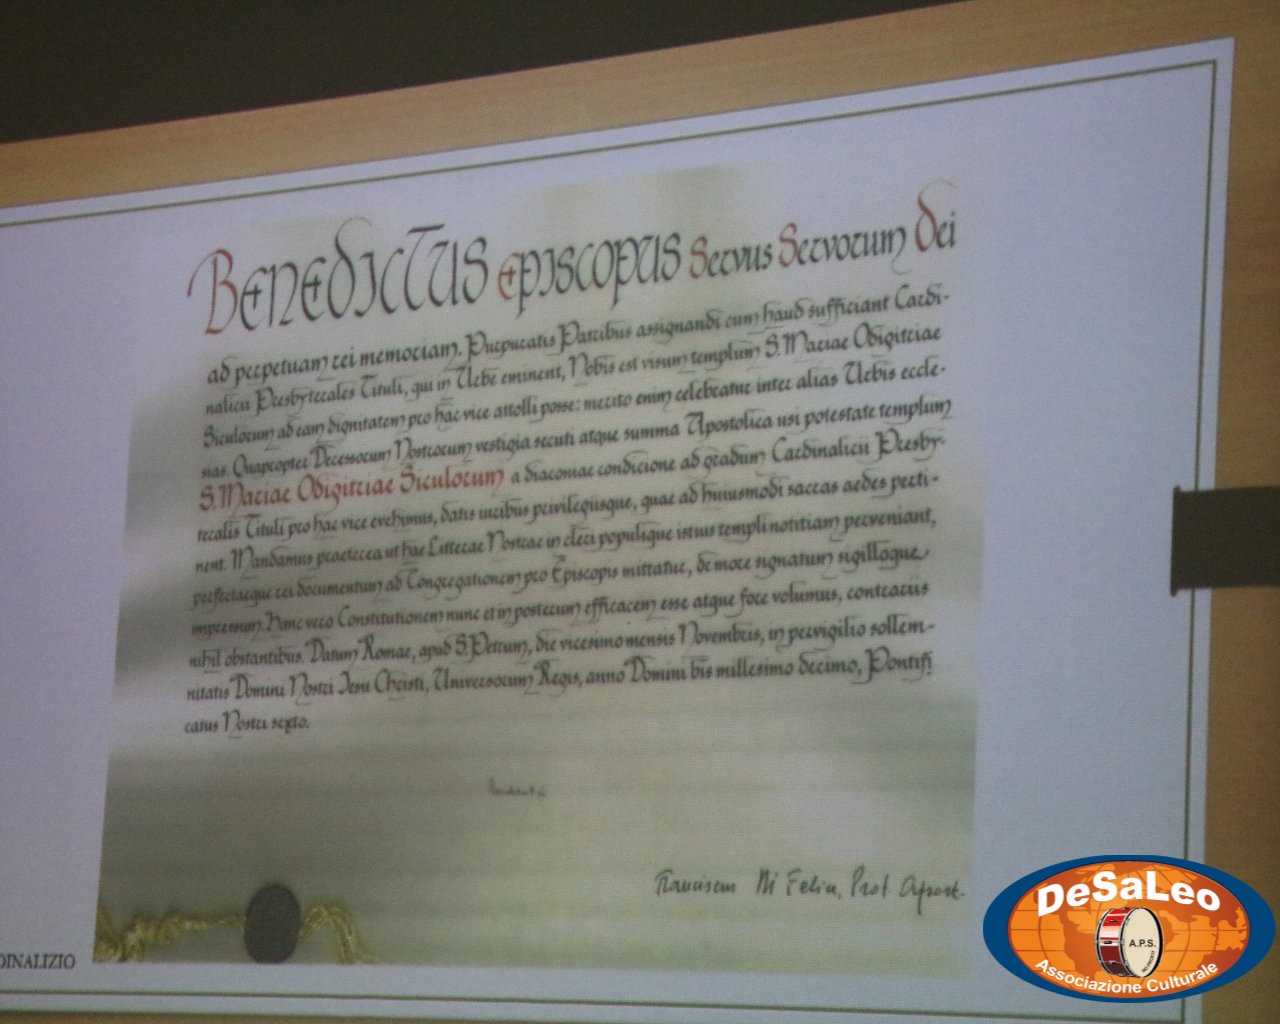 BENEDICTUS EPISCOPUS Servus Servorum Dei
ad perpetuam rei memoriam. Purpuratis Patribus assignandi cum haud sufficiant Cardi-
nalicii Presbyterales Tituli, qui in Urbe eminent, Nobis est visum templum S. Mariae Odigitriae
Siculorum ad eam dignitatem pro hac vice attolli posse: merito enim celebratur inter alias Urbis eccle-
sias. Quapropter Decessorum Nostrorum vestigia secuti atque summa Apostolica usi potestate templum
S. Mariae Odigitriae Siculorum a diaconiae condicione ad gradum Cardinalicii Presby-
teralis Tituli pro hac vice evehimus, datis iuribus privilegiisque, quae ad huiusmodi sacras aedes perti-
nent. Mandamus praeterea ut hae Litterae Nostrae in cleri populique istius templi notitiam perveniant,
perfectaeque rei documentum ad Congregationem pro Episcopis mittatur, de more signatum sigilloque
impressum. Hanc vero Constitutionem nunc et in posterum efficacem esse atque fore volumus, contrariis
nihil obstantibus. Datum Romae, apud S. Petrum, die vicesimo mensis Novembris, in pervigilio sollem-
nitatis Domini Nostri Iesu Christi, Universorum Regis, anno Domini bis millesimo decimo, Pontifi
catus Nostri sexto.
Franciscus Di Felice, Prot. Apost.
DINALIZIO
DeSaLeo
A.P.S.
NO PROFIT
Associazione Culturale